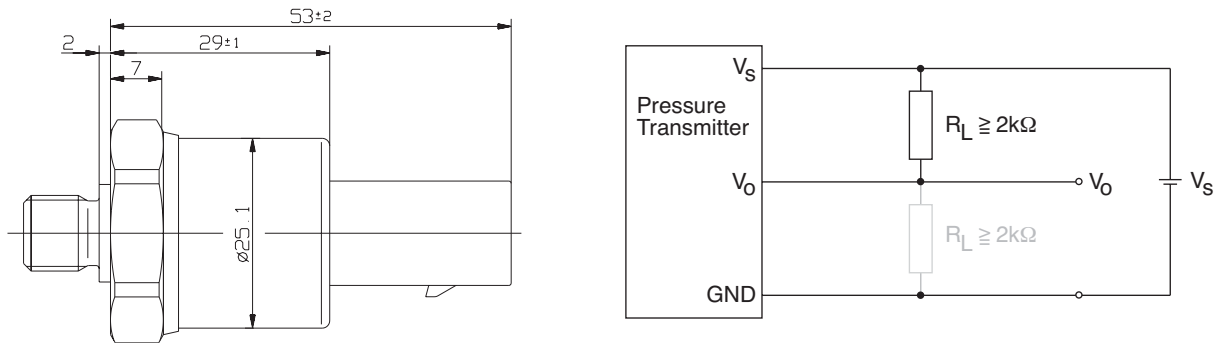 53±2
2
29±1
7
ø25.1
Pressure
Transmitter
VS
VO
GND
RL ≧ 2kΩ
RL ≧ 2kΩ
VO
VS